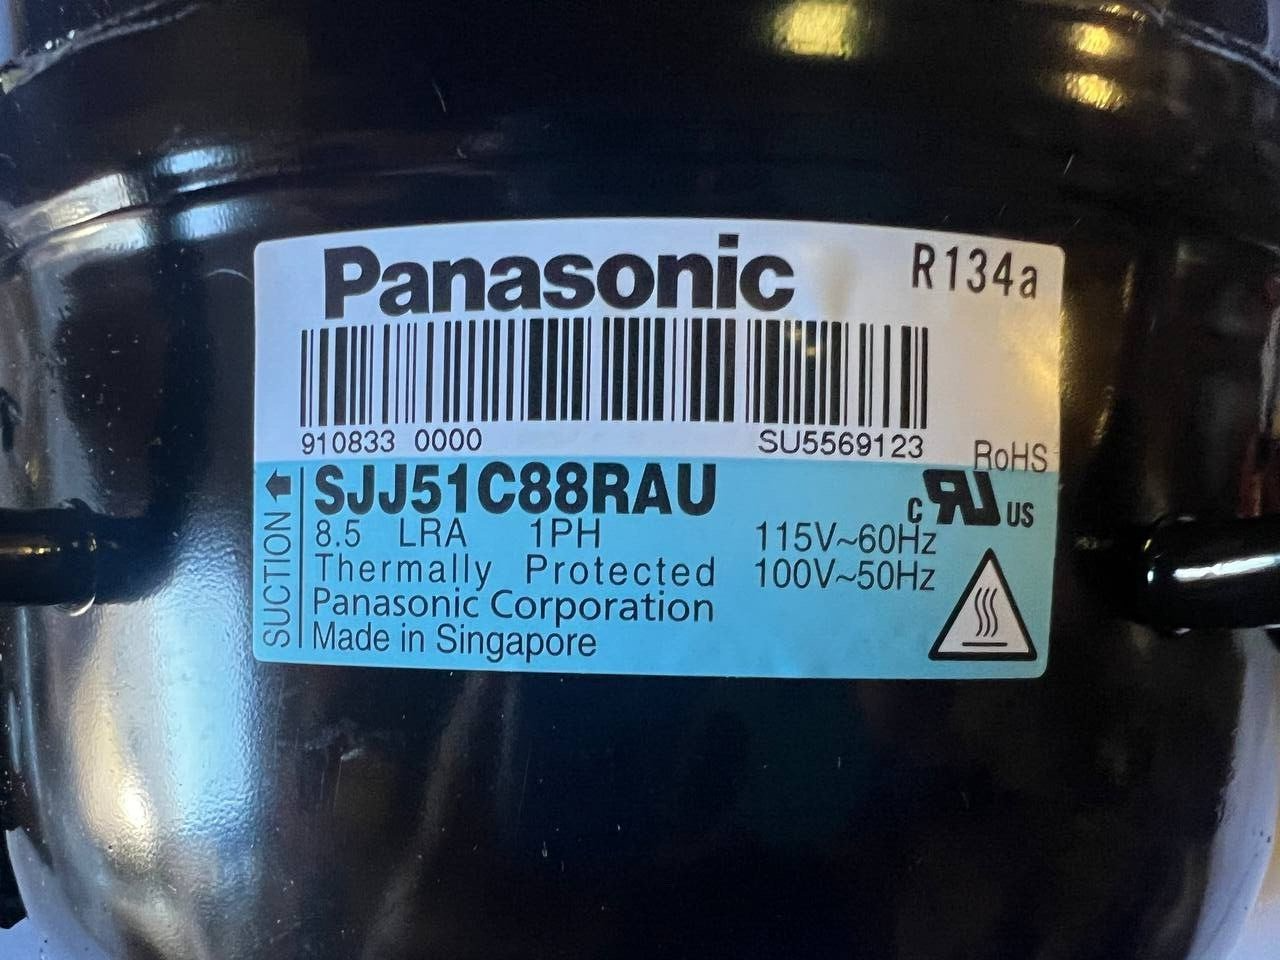 Panasonic
R134a
910833 0000
SU5569123
RoHS
SUCTION
SJJ51C88RAU
c RU US
8.5 LRA 1PH
115V~60Hz
Thermally Protected
100V~50Hz
Panasonic Corporation
Made in Singapore